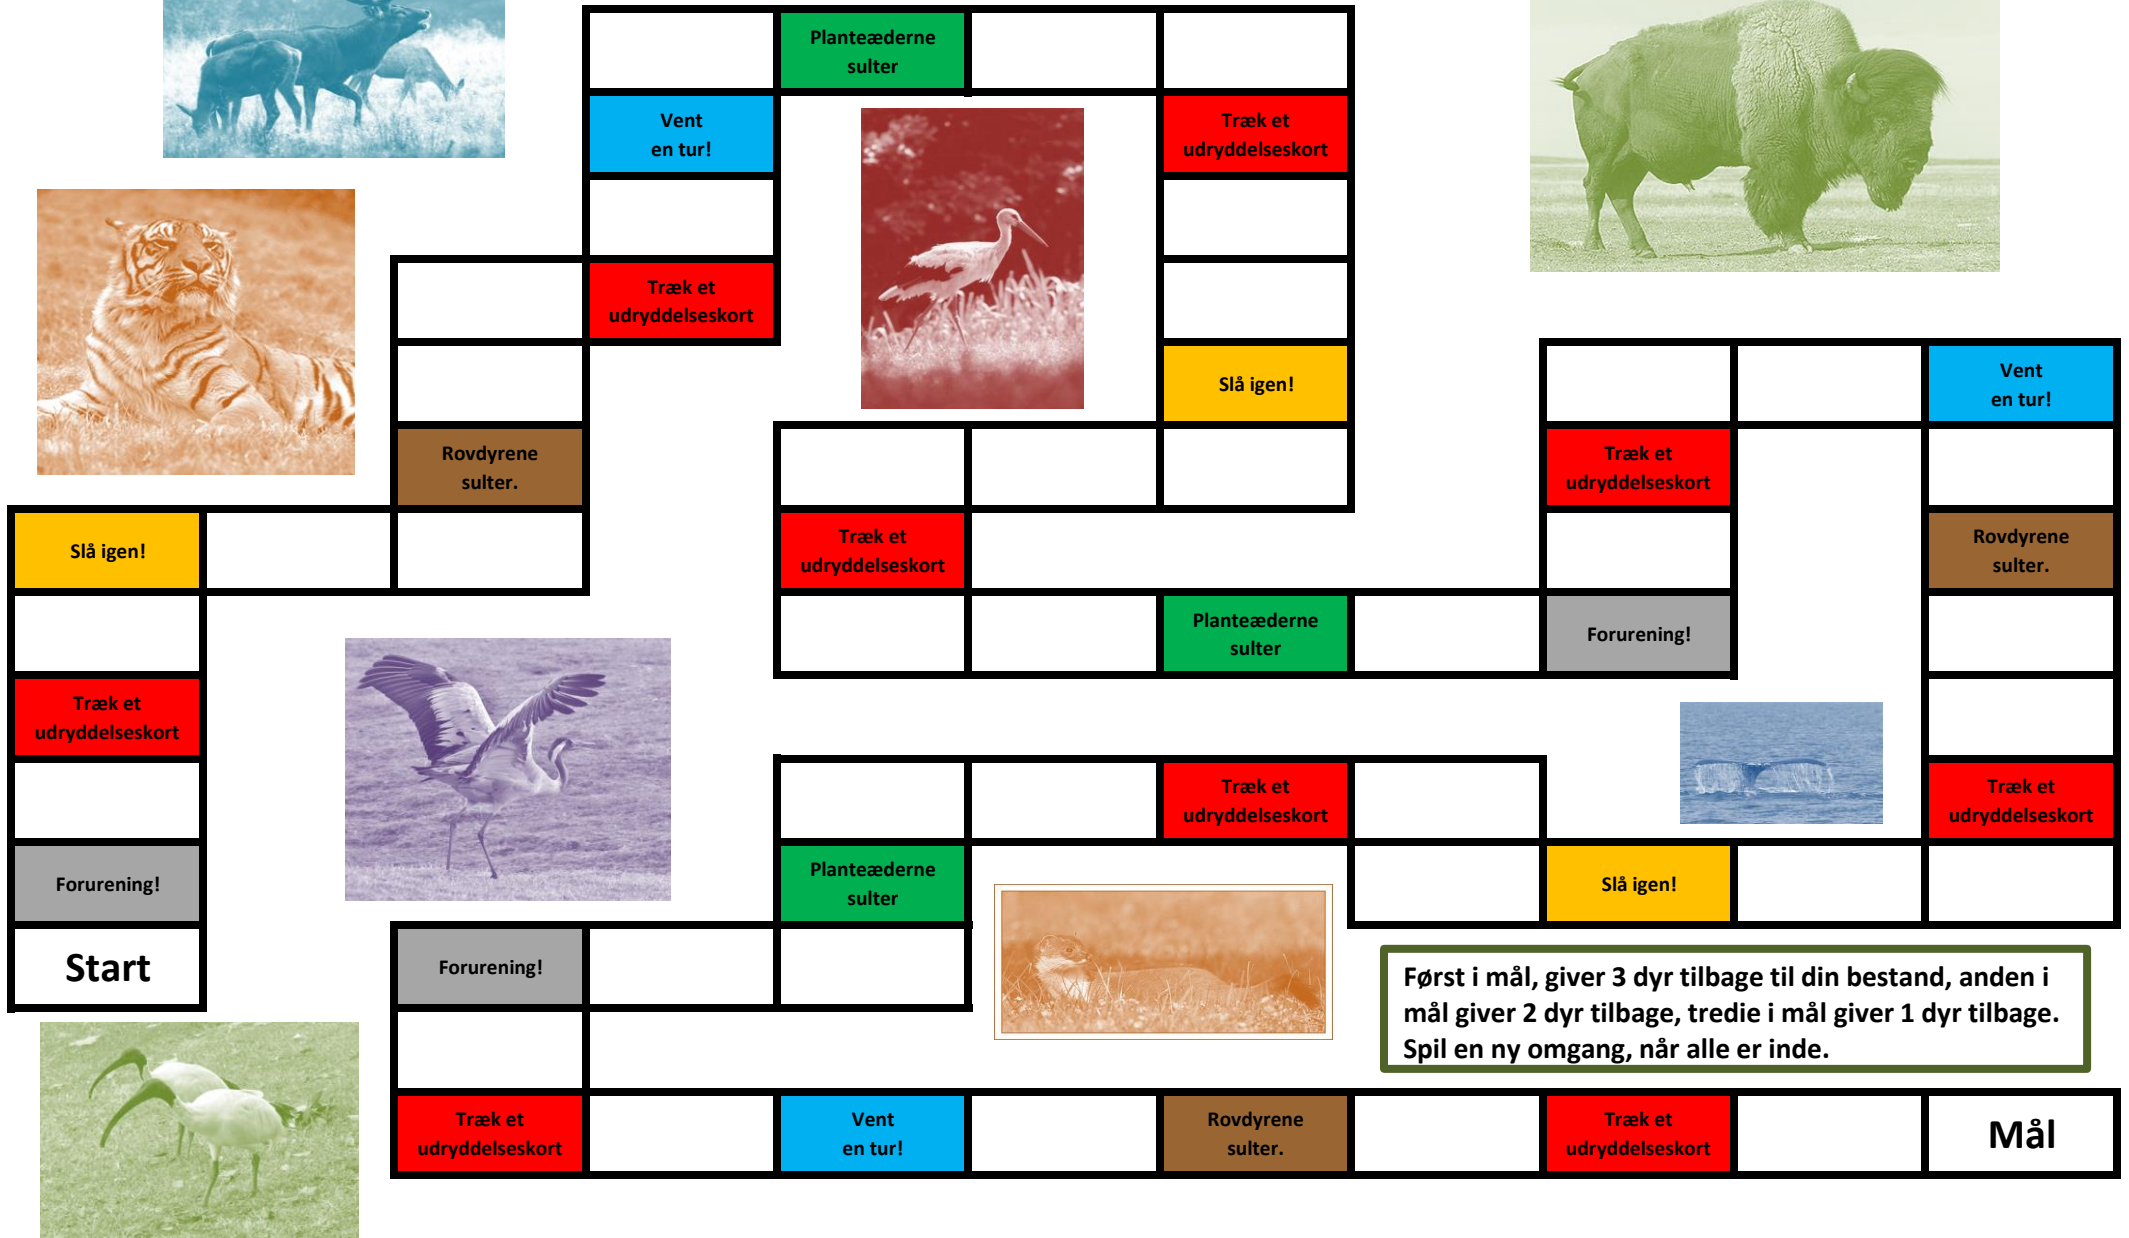 Planteæderne
sulter
Vent
en tur!
Træk et
udryddelseskort
Træk et
udryddelseskort
Slå igen!
Vent
en tur!
Rovdyrene
sulter.
Træk et
udryddelseskort
Slå igen!
Træk et
udryddelseskort
Rovdyrene
sulter.
Planteæderne
sulter
Forurening!
Træk et
udryddelseskort
Træk et
udryddelseskort
Træk et
udryddelseskort
Forurening!
Planteæderne
sulter
Slå igen!
Start
Forurening!
Først i mål, giver 3 dyr tilbage til din bestand, anden i
mål giver 2 dyr tilbage, tredie i mål giver 1 dyr tilbage.
Spil en ny omgang, når alle er inde.
Træk et
udryddelseskort
Vent
en tur!
Rovdyrene
sulter.
Træk et
udryddelseskort
Mål